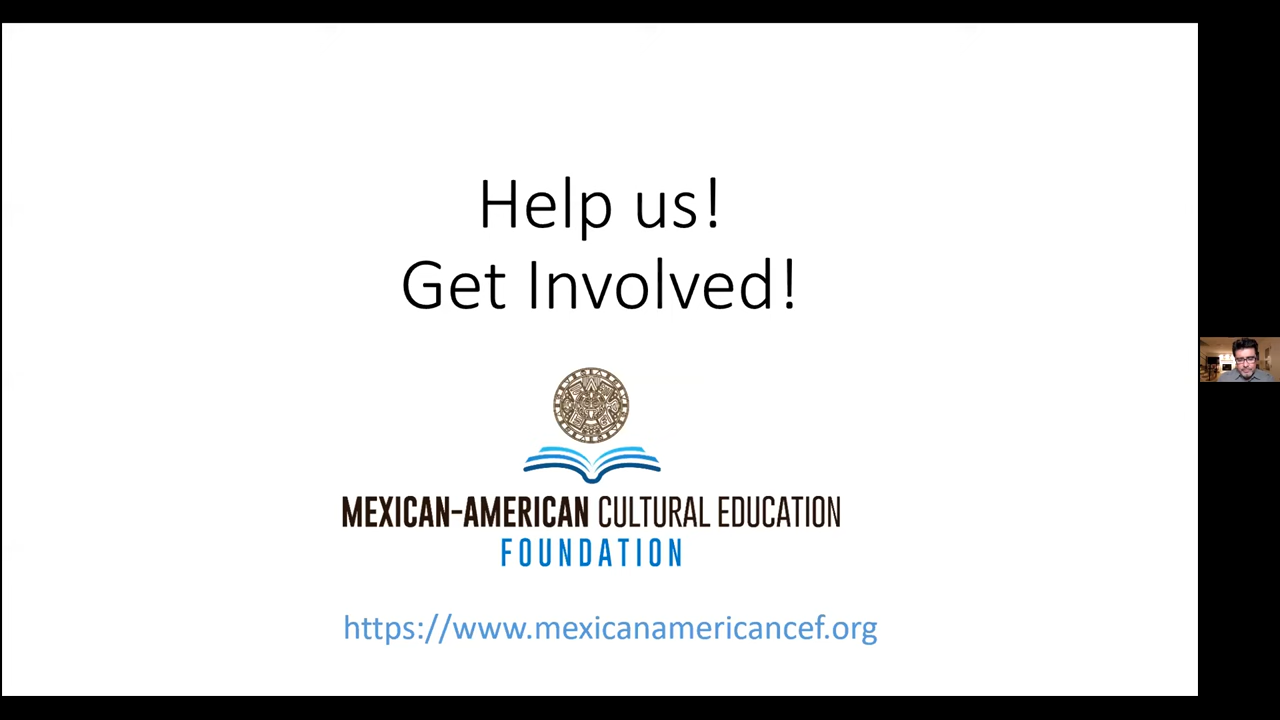 Help us!
Get Involved!
MEXICAN-AMERICAN CULTURAL EDUCATION
FOUNDATION
https://www.mexicanamericancef.org